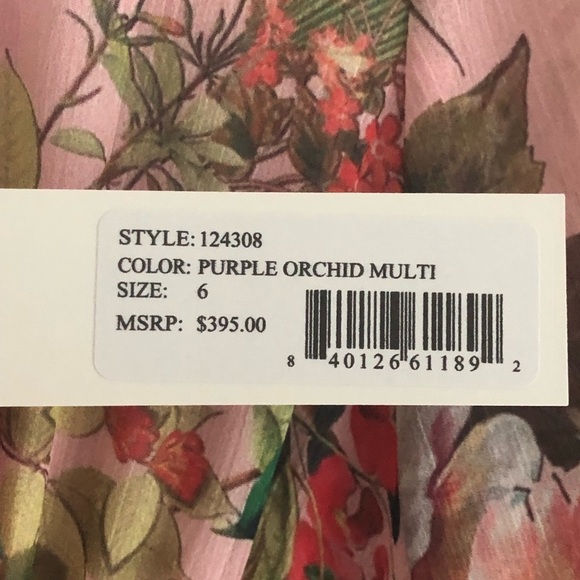 STYLE: 124308
COLOR: PURPLE ORCHID MULTI
SIZE: 6
MSRP: $395.00
8 40126 61189 2